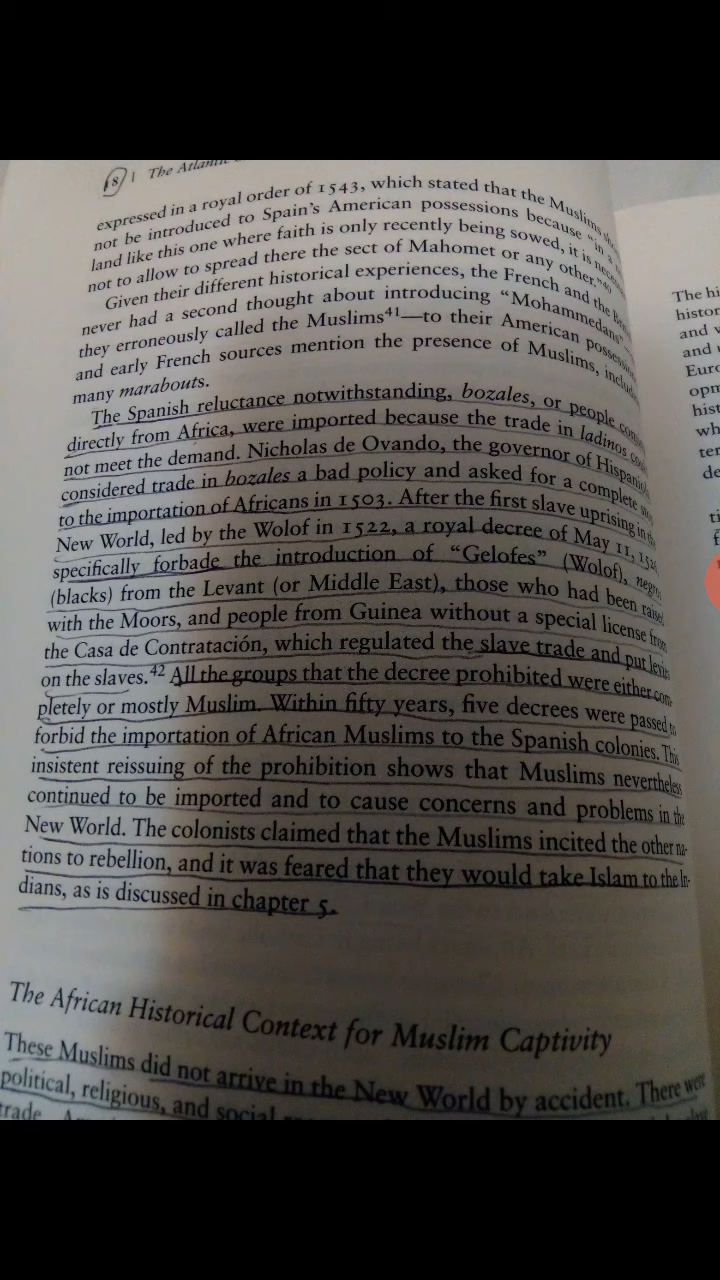 18 | The Atlantic
expressed in a royal order of 1543, which stated that the Muslims
not be introduced to Spain's American possessions because "in a
land like this one where faith is only recently being sowed, it is
not to allow to spread there the sect of Mahomet or any other."40
Given their different historical experiences, the French and the
never had a second thought about introducing "Mohammedans"
they erroneously called the Muslims41—to their American
and early French sources mention the presence of Muslims,
many marabouts.
The Spanish reluctance notwithstanding, bozales, or people
directly from Africa, were imported because the trade in ladinos
not meet the demand. Nicholas de Ovando, the governor of
considered trade in bozales a bad policy and asked for a complete
to the importation of Africans in 1503. After the first slave uprising in
New World, led by the Wolof in 1522, a royal decree of May 11,
specifically forbade the introduction of "Gelofes" (Wolof),
(blacks) from the Levant (or Middle East), those who had been raised
with the Moors, and people from Guinea without a special license from
the Casa de Contratación, which regulated the slave trade and put levies
on the slaves.42 All the groups that the decree prohibited were either com-
pletely or mostly Muslim. Within fifty years, five decrees were passed to
forbid the importation of African Muslims to the Spanish colonies. This
insistent reissuing of the prohibition shows that Muslims nevertheless
continued to be imported and to cause concerns and problems in the
New World. The colonists claimed that the Muslims incited the other na-
tions to rebellion, and it was feared that they would take Islam to the In-
dians, as is discussed in chapter 5.
The African Historical Context for Muslim Captivity
These Muslims did not arrive in the New World by accident. There were
political, religious, and social
trade.
The hi
histor
and v
and
Euro
opm
hist
wh
ter
de
ti
f